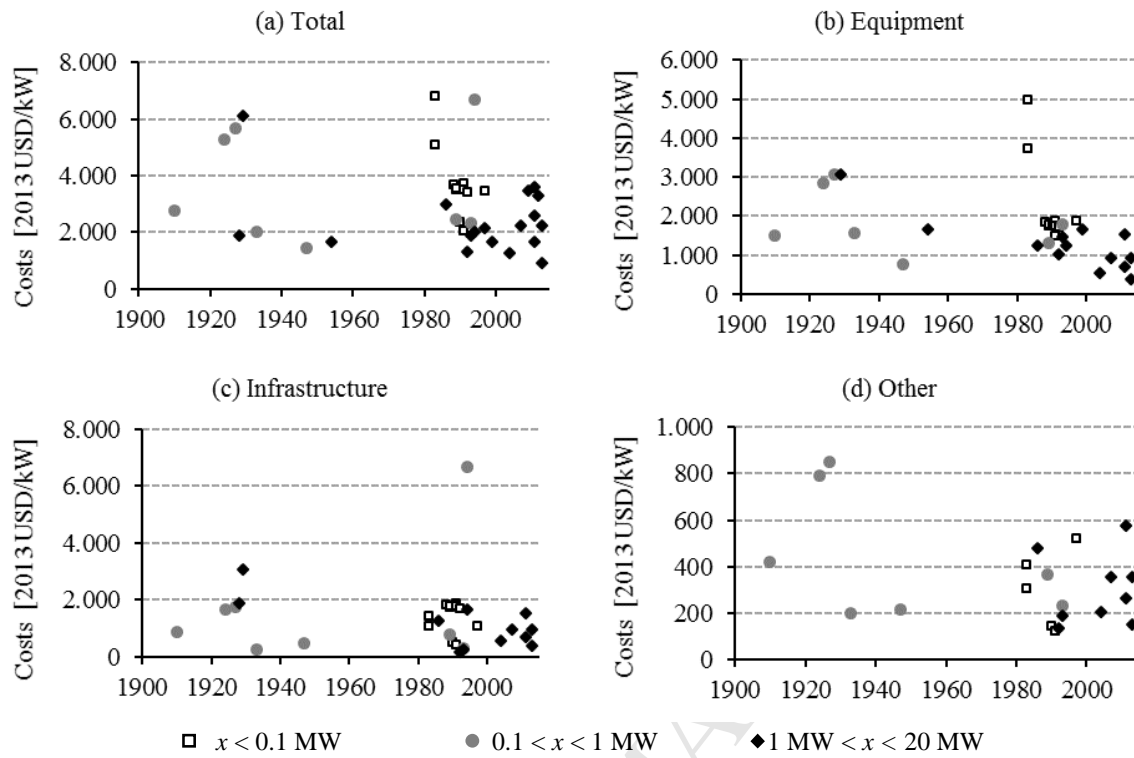 (a) Total
Costs [2013 USD/kW]
8.000
6.000
4.000
2.000
0
1900 1920 1940 1960 1980 2000
(b) Equipment
Costs [2013 USD/kW]
6.000
5.000
4.000
3.000
2.000
1.000
0
1900 1920 1940 1960 1980 2000
(c) Infrastructure
Costs [2013 USD/kW]
8.000
6.000
4.000
2.000
0
1900 1920 1940 1960 1980 2000
(d) Other
Costs [2013 USD/kW]
1.000
800
600
400
200
0
1900 1920 1940 1960 1980 2000
x < 0.1 MW 0.1 < x < 1 MW 1 MW < x < 20 MW